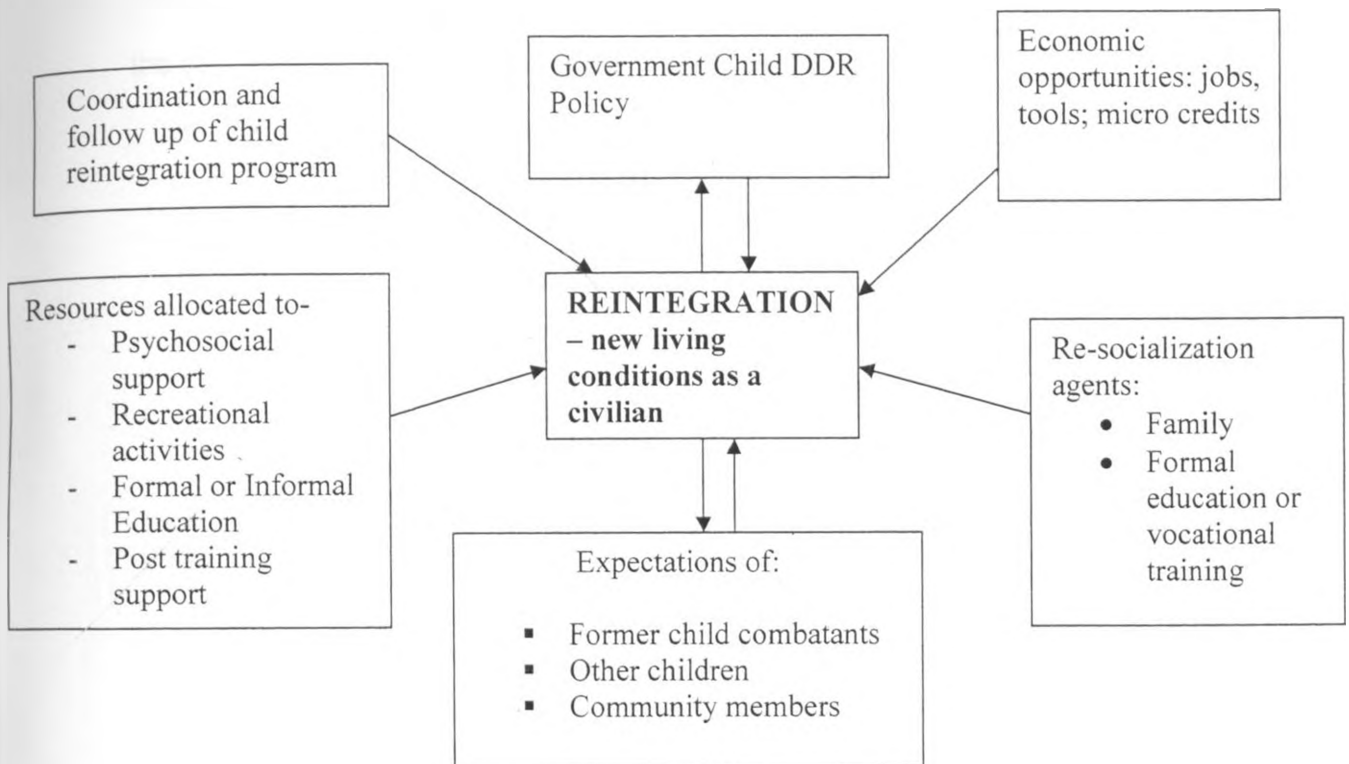 Coordination and
follow up of child
reintegration program
Government Child DDR
Policy
Economic
opportunities: jobs,
tools; micro credits
Resources allocated to-
- Psychosocial
support
- Recreational
activities
- Formal or Informal
Education
- Post training
support
REINTEGRATION
– new living
conditions as a
civilian
Re-socialization
agents:
• Family
• Formal
education or
vocational
training
Expectations of:
▪ Former child combatants
▪ Other children
▪ Community members